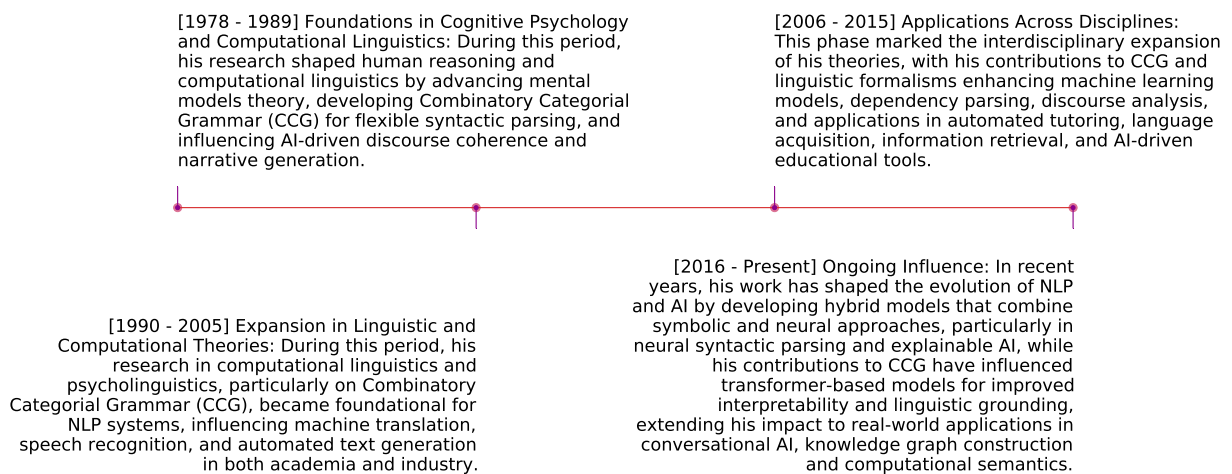 [1978 - 1989] Foundations in Cognitive Psychology
and Computational Linguistics: During this period,
his research shaped human reasoning and
computational linguistics by advancing mental
models theory, developing Combinatory Categorial
Grammar (CCG) for flexible syntactic parsing, and
influencing AI-driven discourse coherence and
narrative generation.
[1990 - 2005] Expansion in Linguistic and
Computational Theories: During this period, his
research in computational linguistics and
psycholinguistics, particularly on Combinatory
Categorial Grammar (CCG), became foundational for
NLP systems, influencing machine translation,
speech recognition, and automated text generation
in both academia and industry.
[2006 - 2015] Applications Across Disciplines:
This phase marked the interdisciplinary expansion
of his theories, with his contributions to CCG and
linguistic formalisms enhancing machine learning
models, dependency parsing, discourse analysis,
and applications in automated tutoring, language
acquisition, information retrieval, and AI-driven
educational tools.
[2016 - Present] Ongoing Influence: In recent
years, his work has shaped the evolution of NLP
and AI by developing hybrid models that combine
symbolic and neural approaches, particularly in
neural syntactic parsing and explainable AI, while
his contributions to CCG have influenced
transformer-based models for improved
interpretability and linguistic grounding,
extending his impact to real-world applications in
conversational AI, knowledge graph construction
and computational semantics.